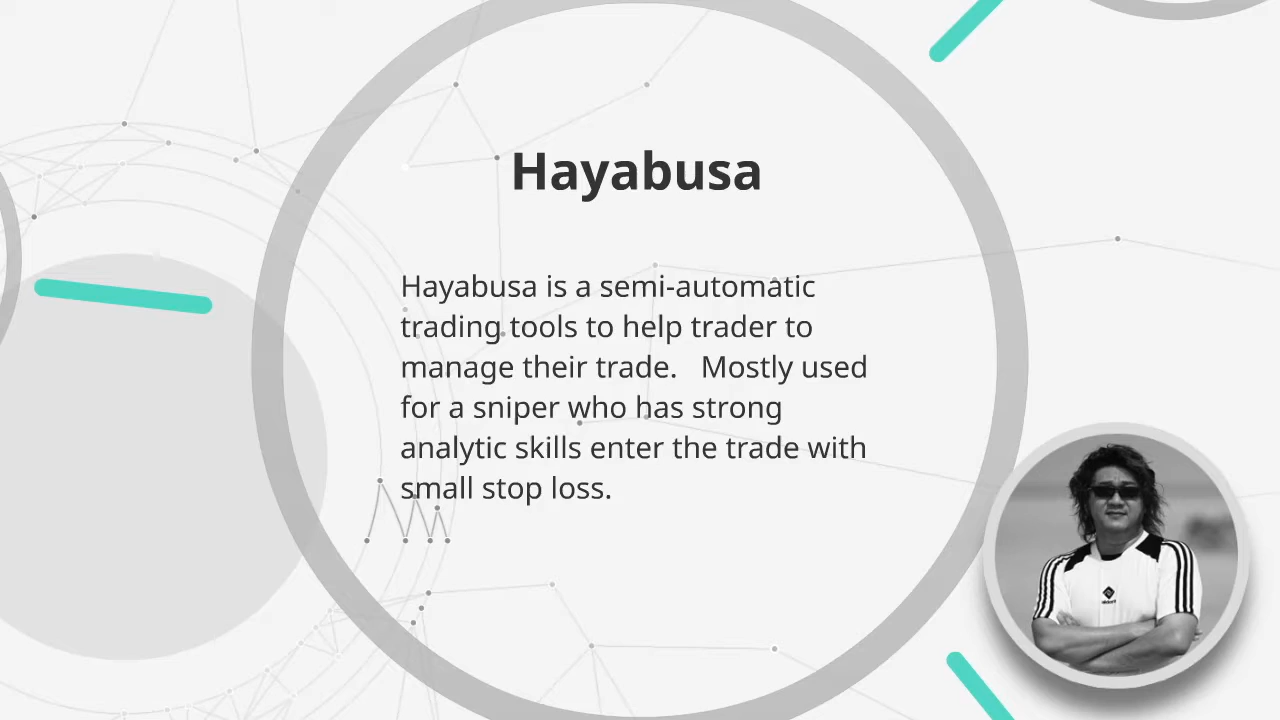 Hayabusa
Hayabusa is a semi-automatic
trading tools to help trader to
manage their trade.   Mostly used
for a sniper who has strong
analytic skills enter the trade with
small stop loss.